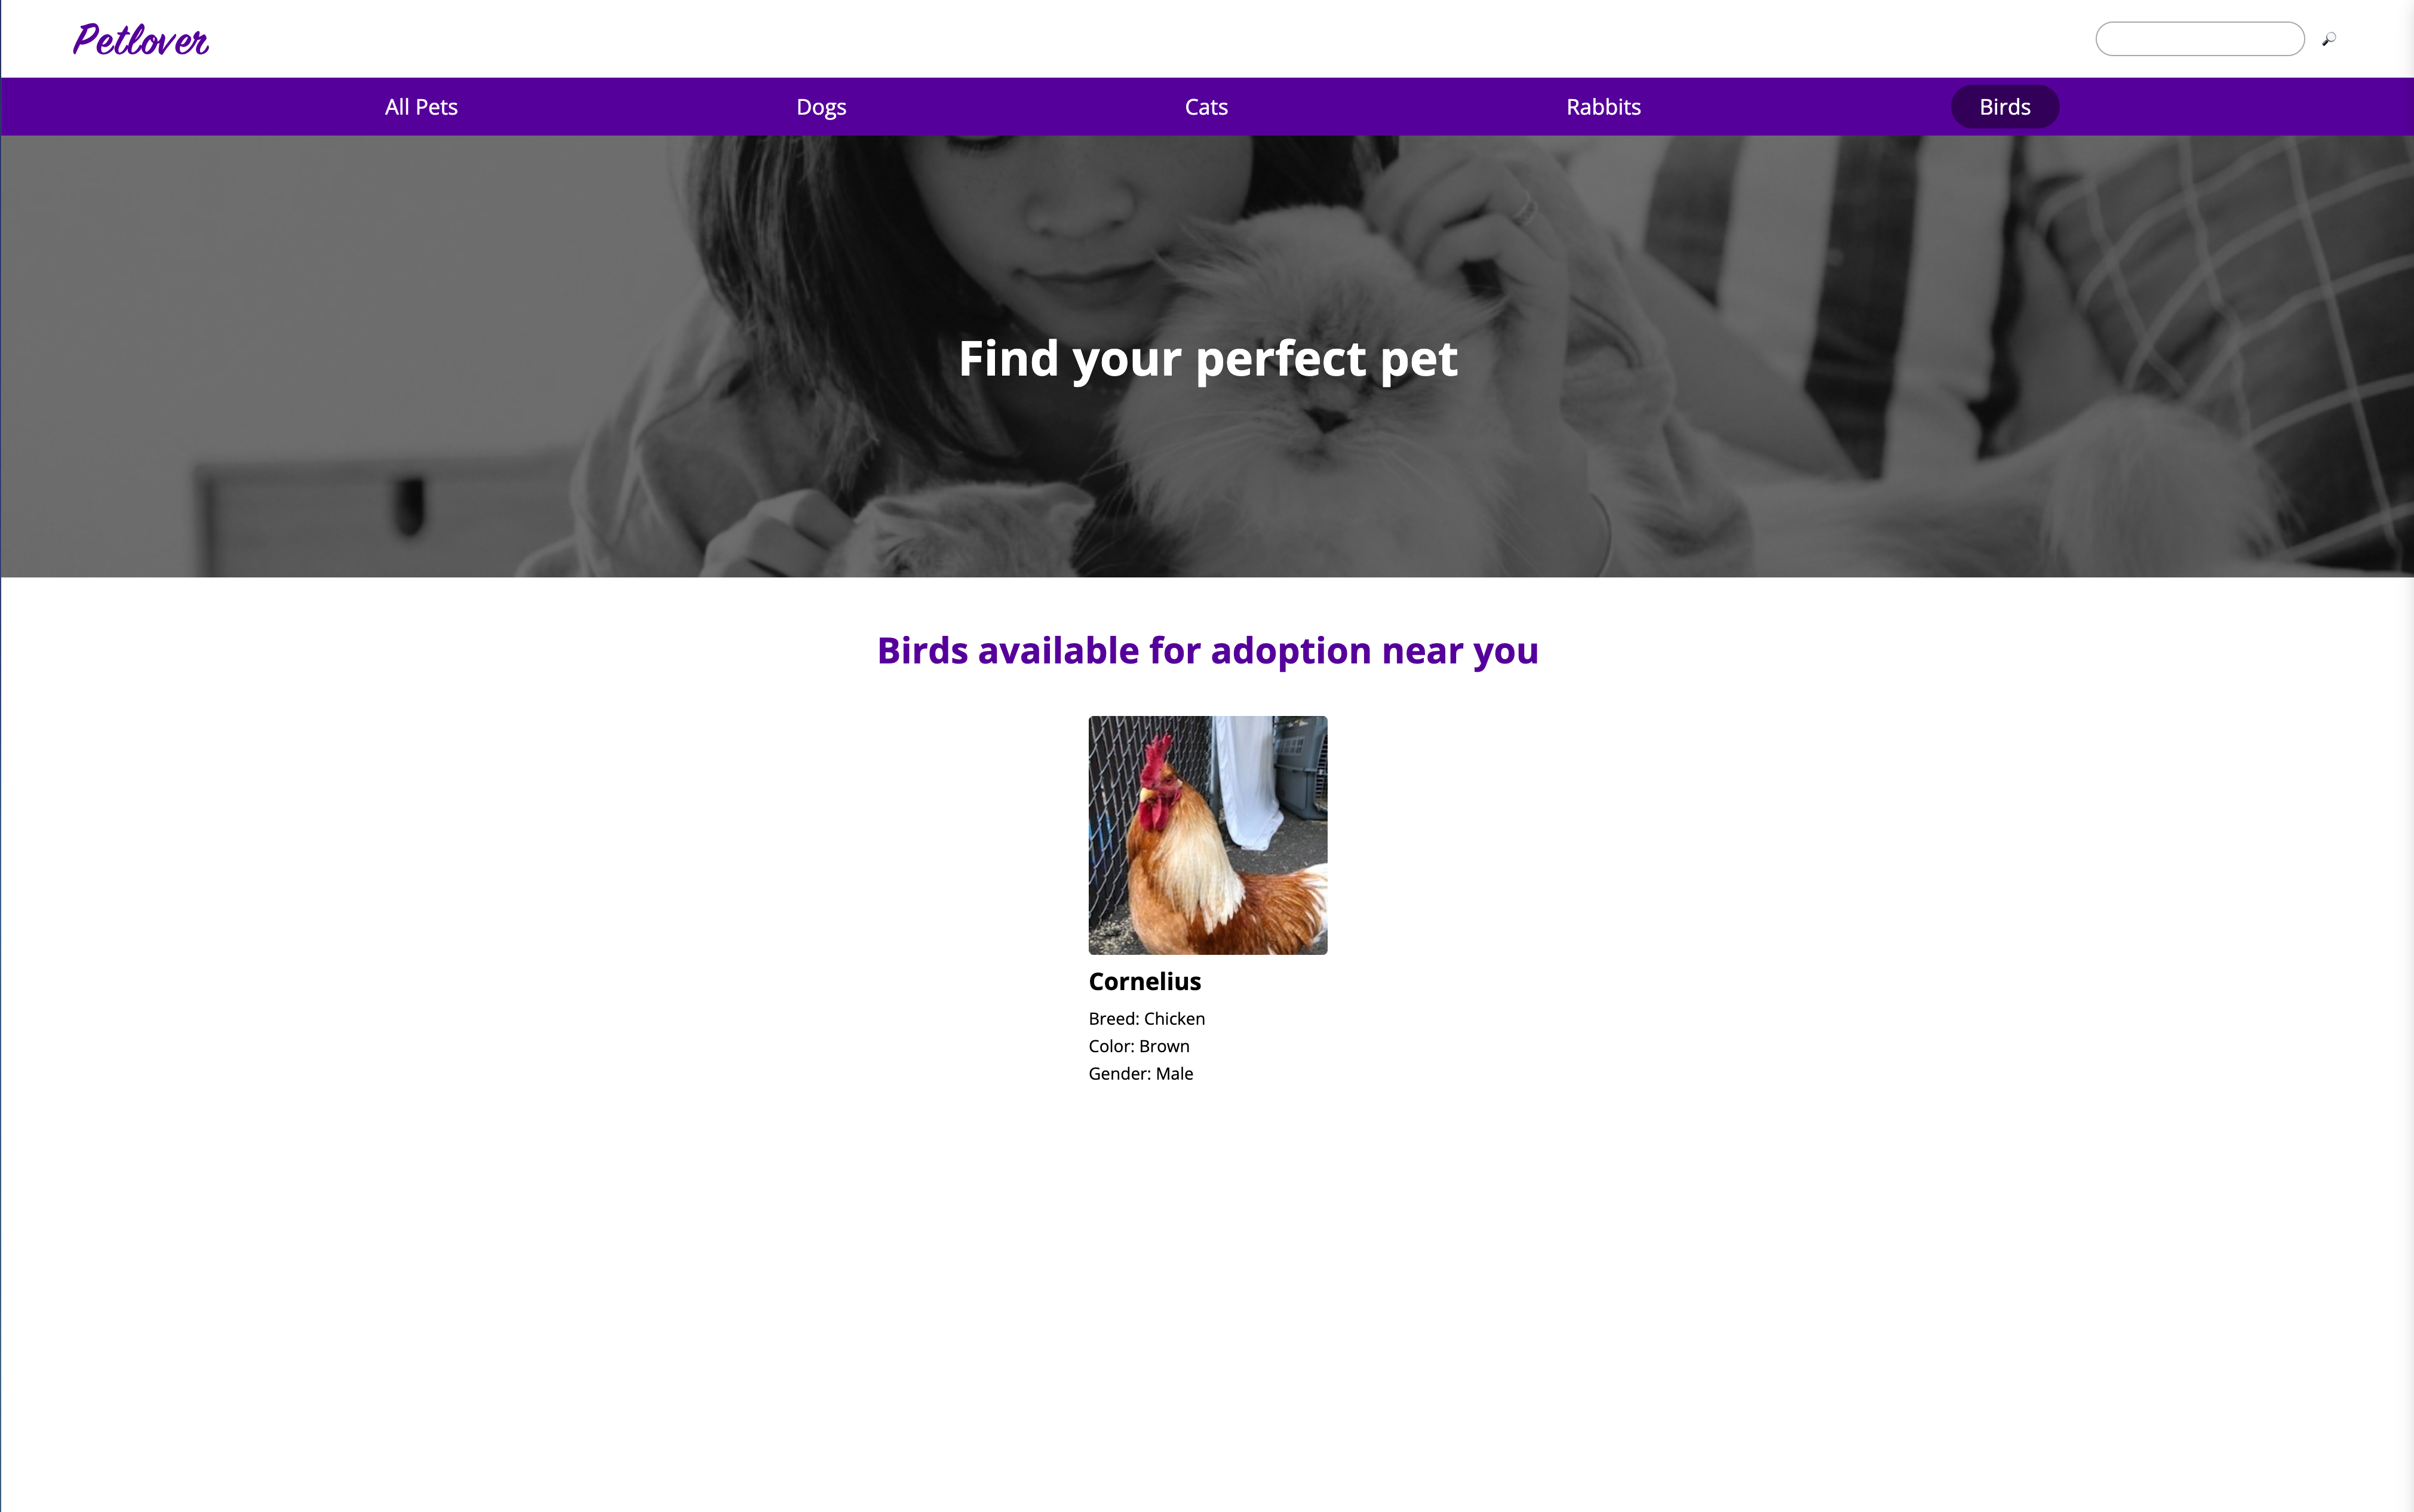 Petlover
All Pets
Dogs
Cats
Rabbits
Birds
Find your perfect pet
Birds available for adoption near you
Cornelius
Breed: Chicken
Color: Brown
Gender: Male